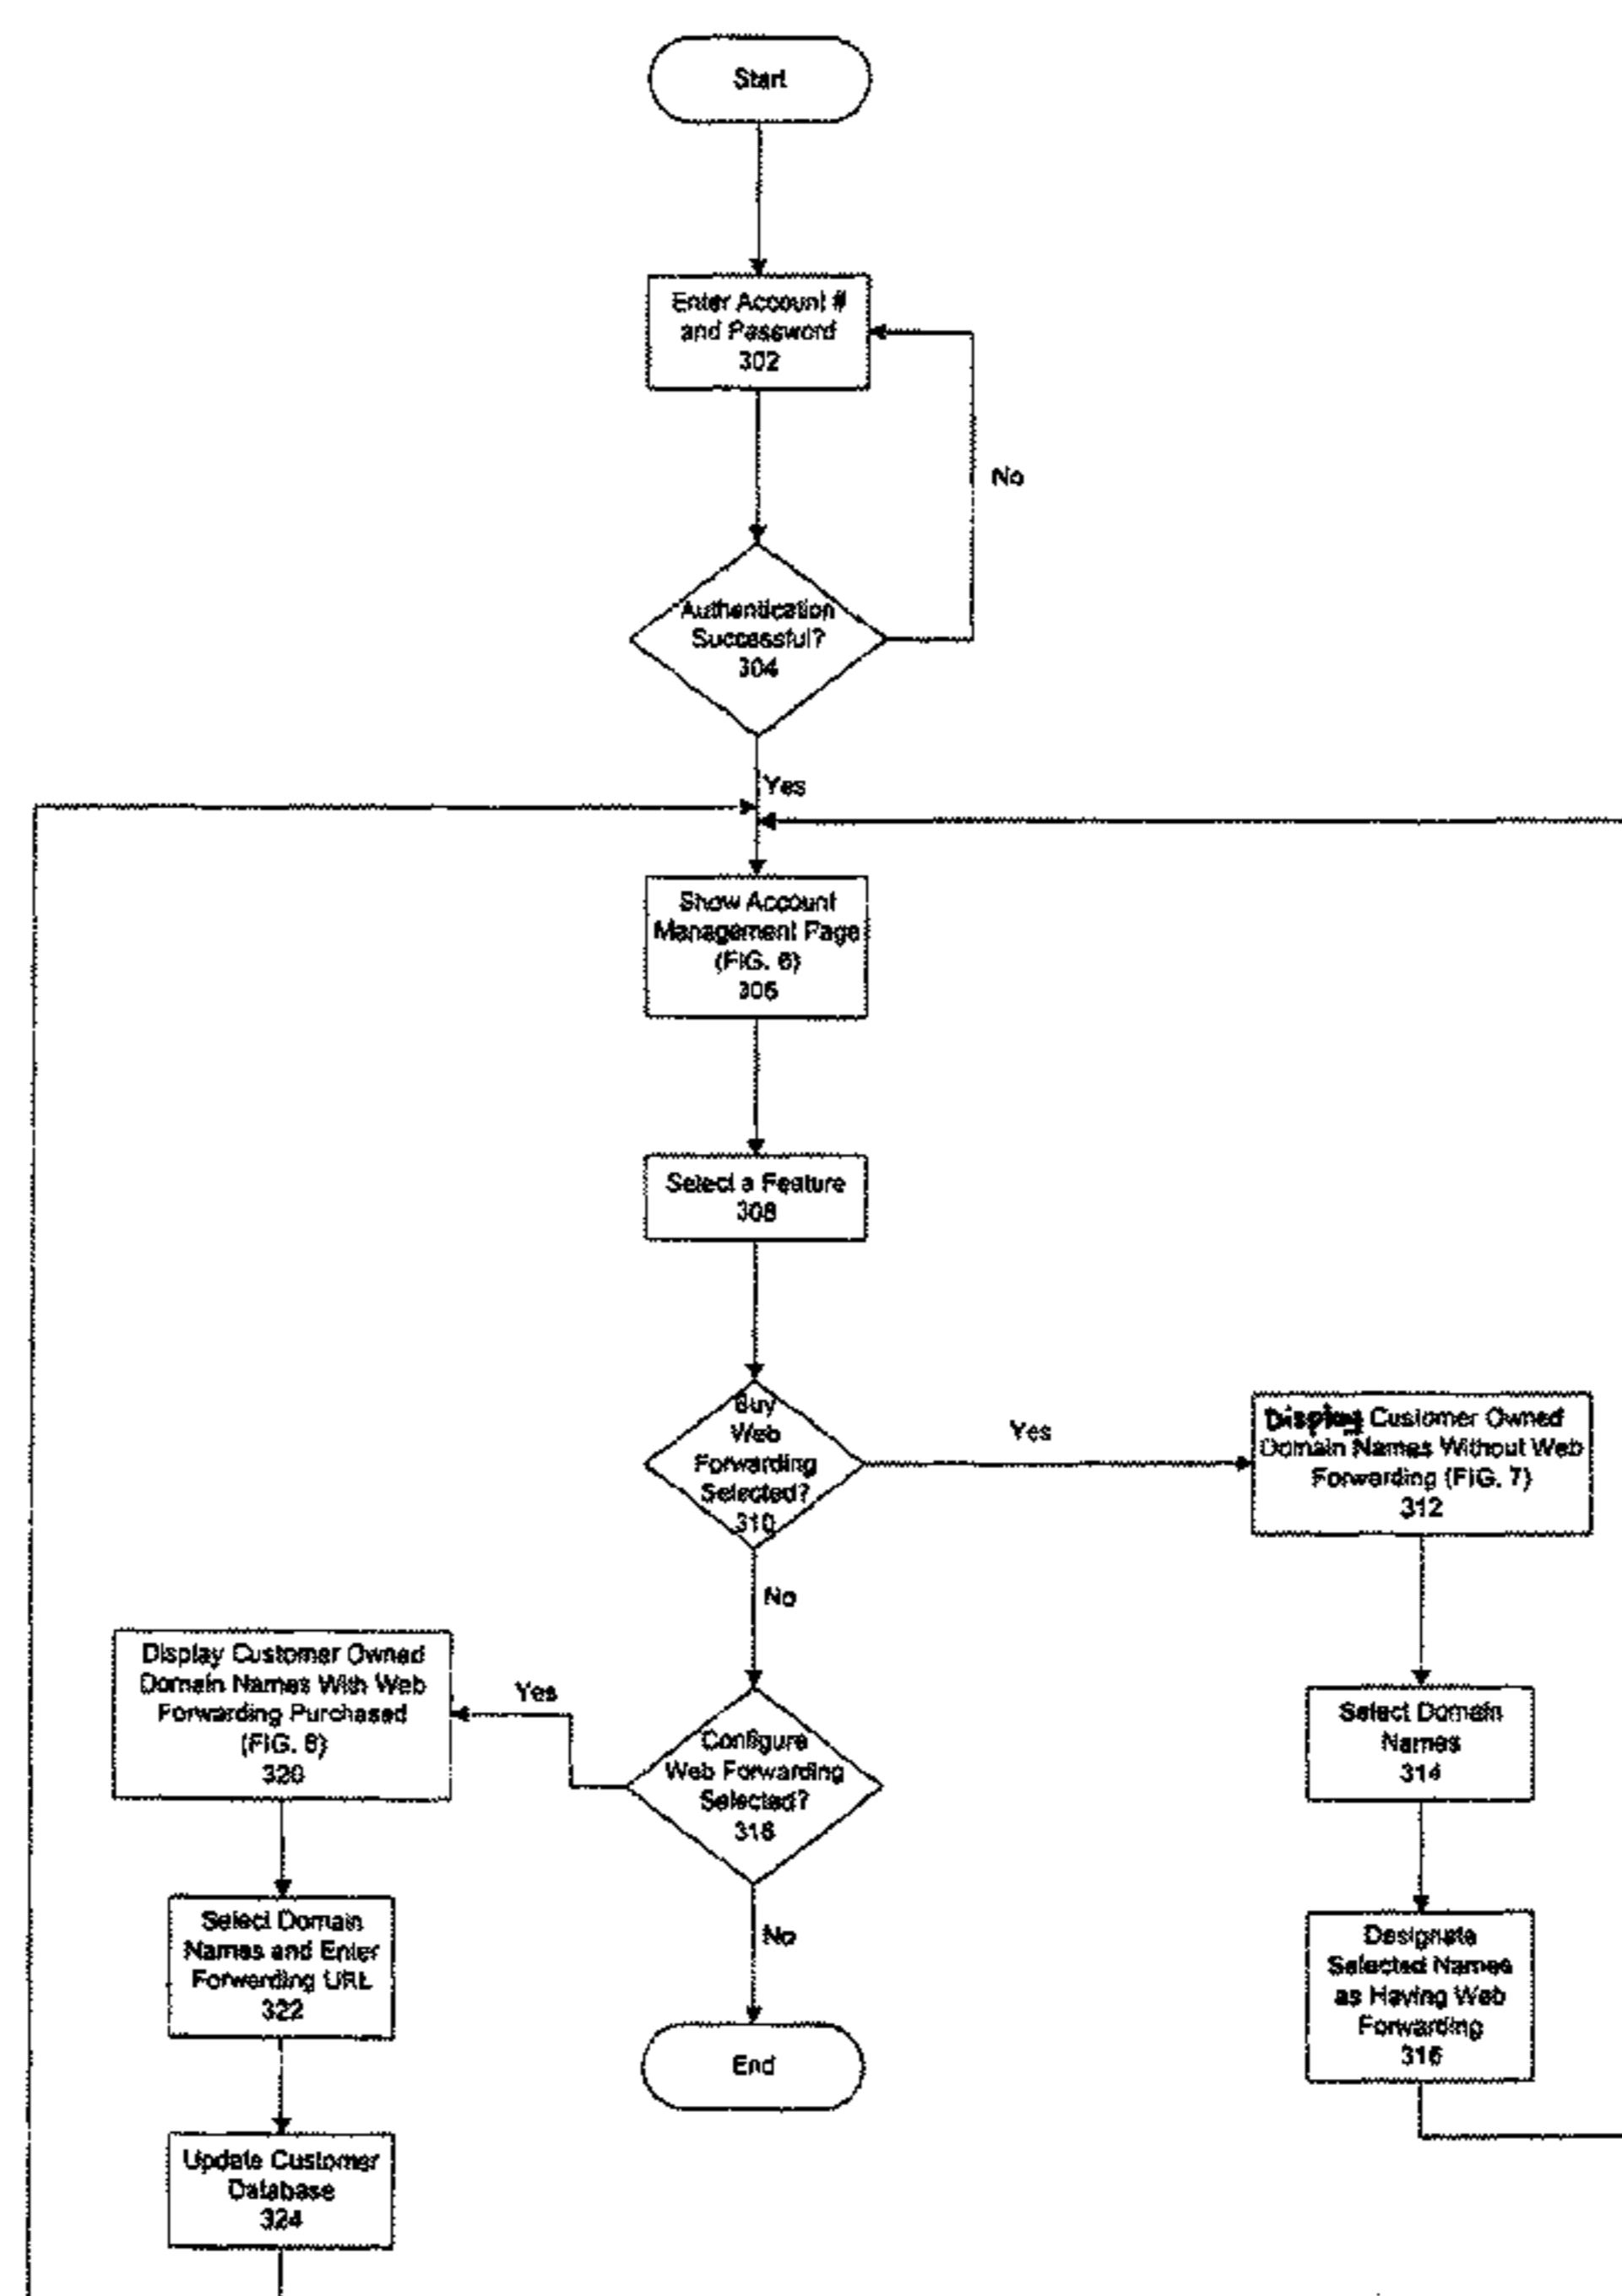 Start
Enter Account #
and Password
302
No
Authentication
Successful?
304
Yes
Show Account
Management Page
(FIG. 6)
306
Select a Feature
308
Buy
Web
Forwarding
Selected?
310
Yes
Display Customer Owned
Domain Names Without Web
Forwarding (FIG. 7)
312
No
Display Customer Owned
Domain Names With Web
Forwarding Purchased
(FIG. 8)
320
Yes
Configure
Web Forwarding
Selected?
318
Select Domain
Names
314
Select Domain
Names and Enter
Forwarding URL
322
No
Designate
Selected Names
as Having Web
Forwarding
316
End
Update Customer
Database
324